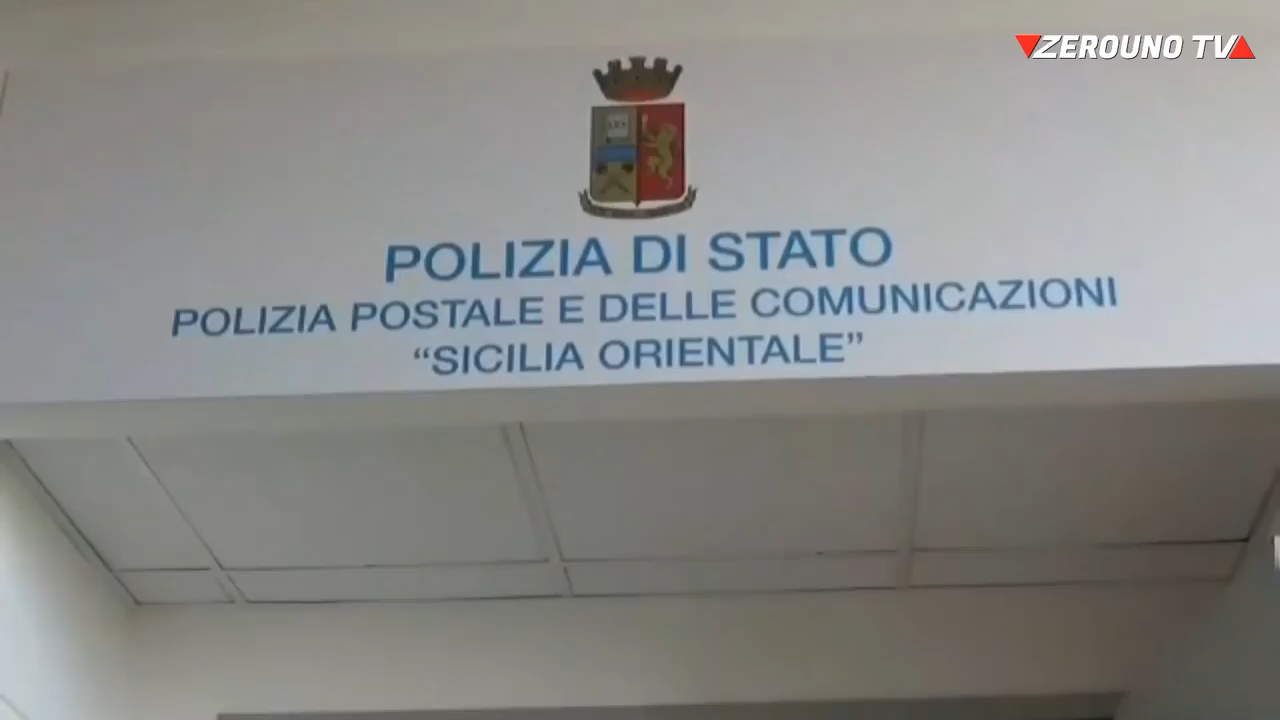 ZEROUNO TV
POLIZIA DI STATO
POLIZIA POSTALE E DELLE COMUNICAZIONI
“SICILIA ORIENTALE”